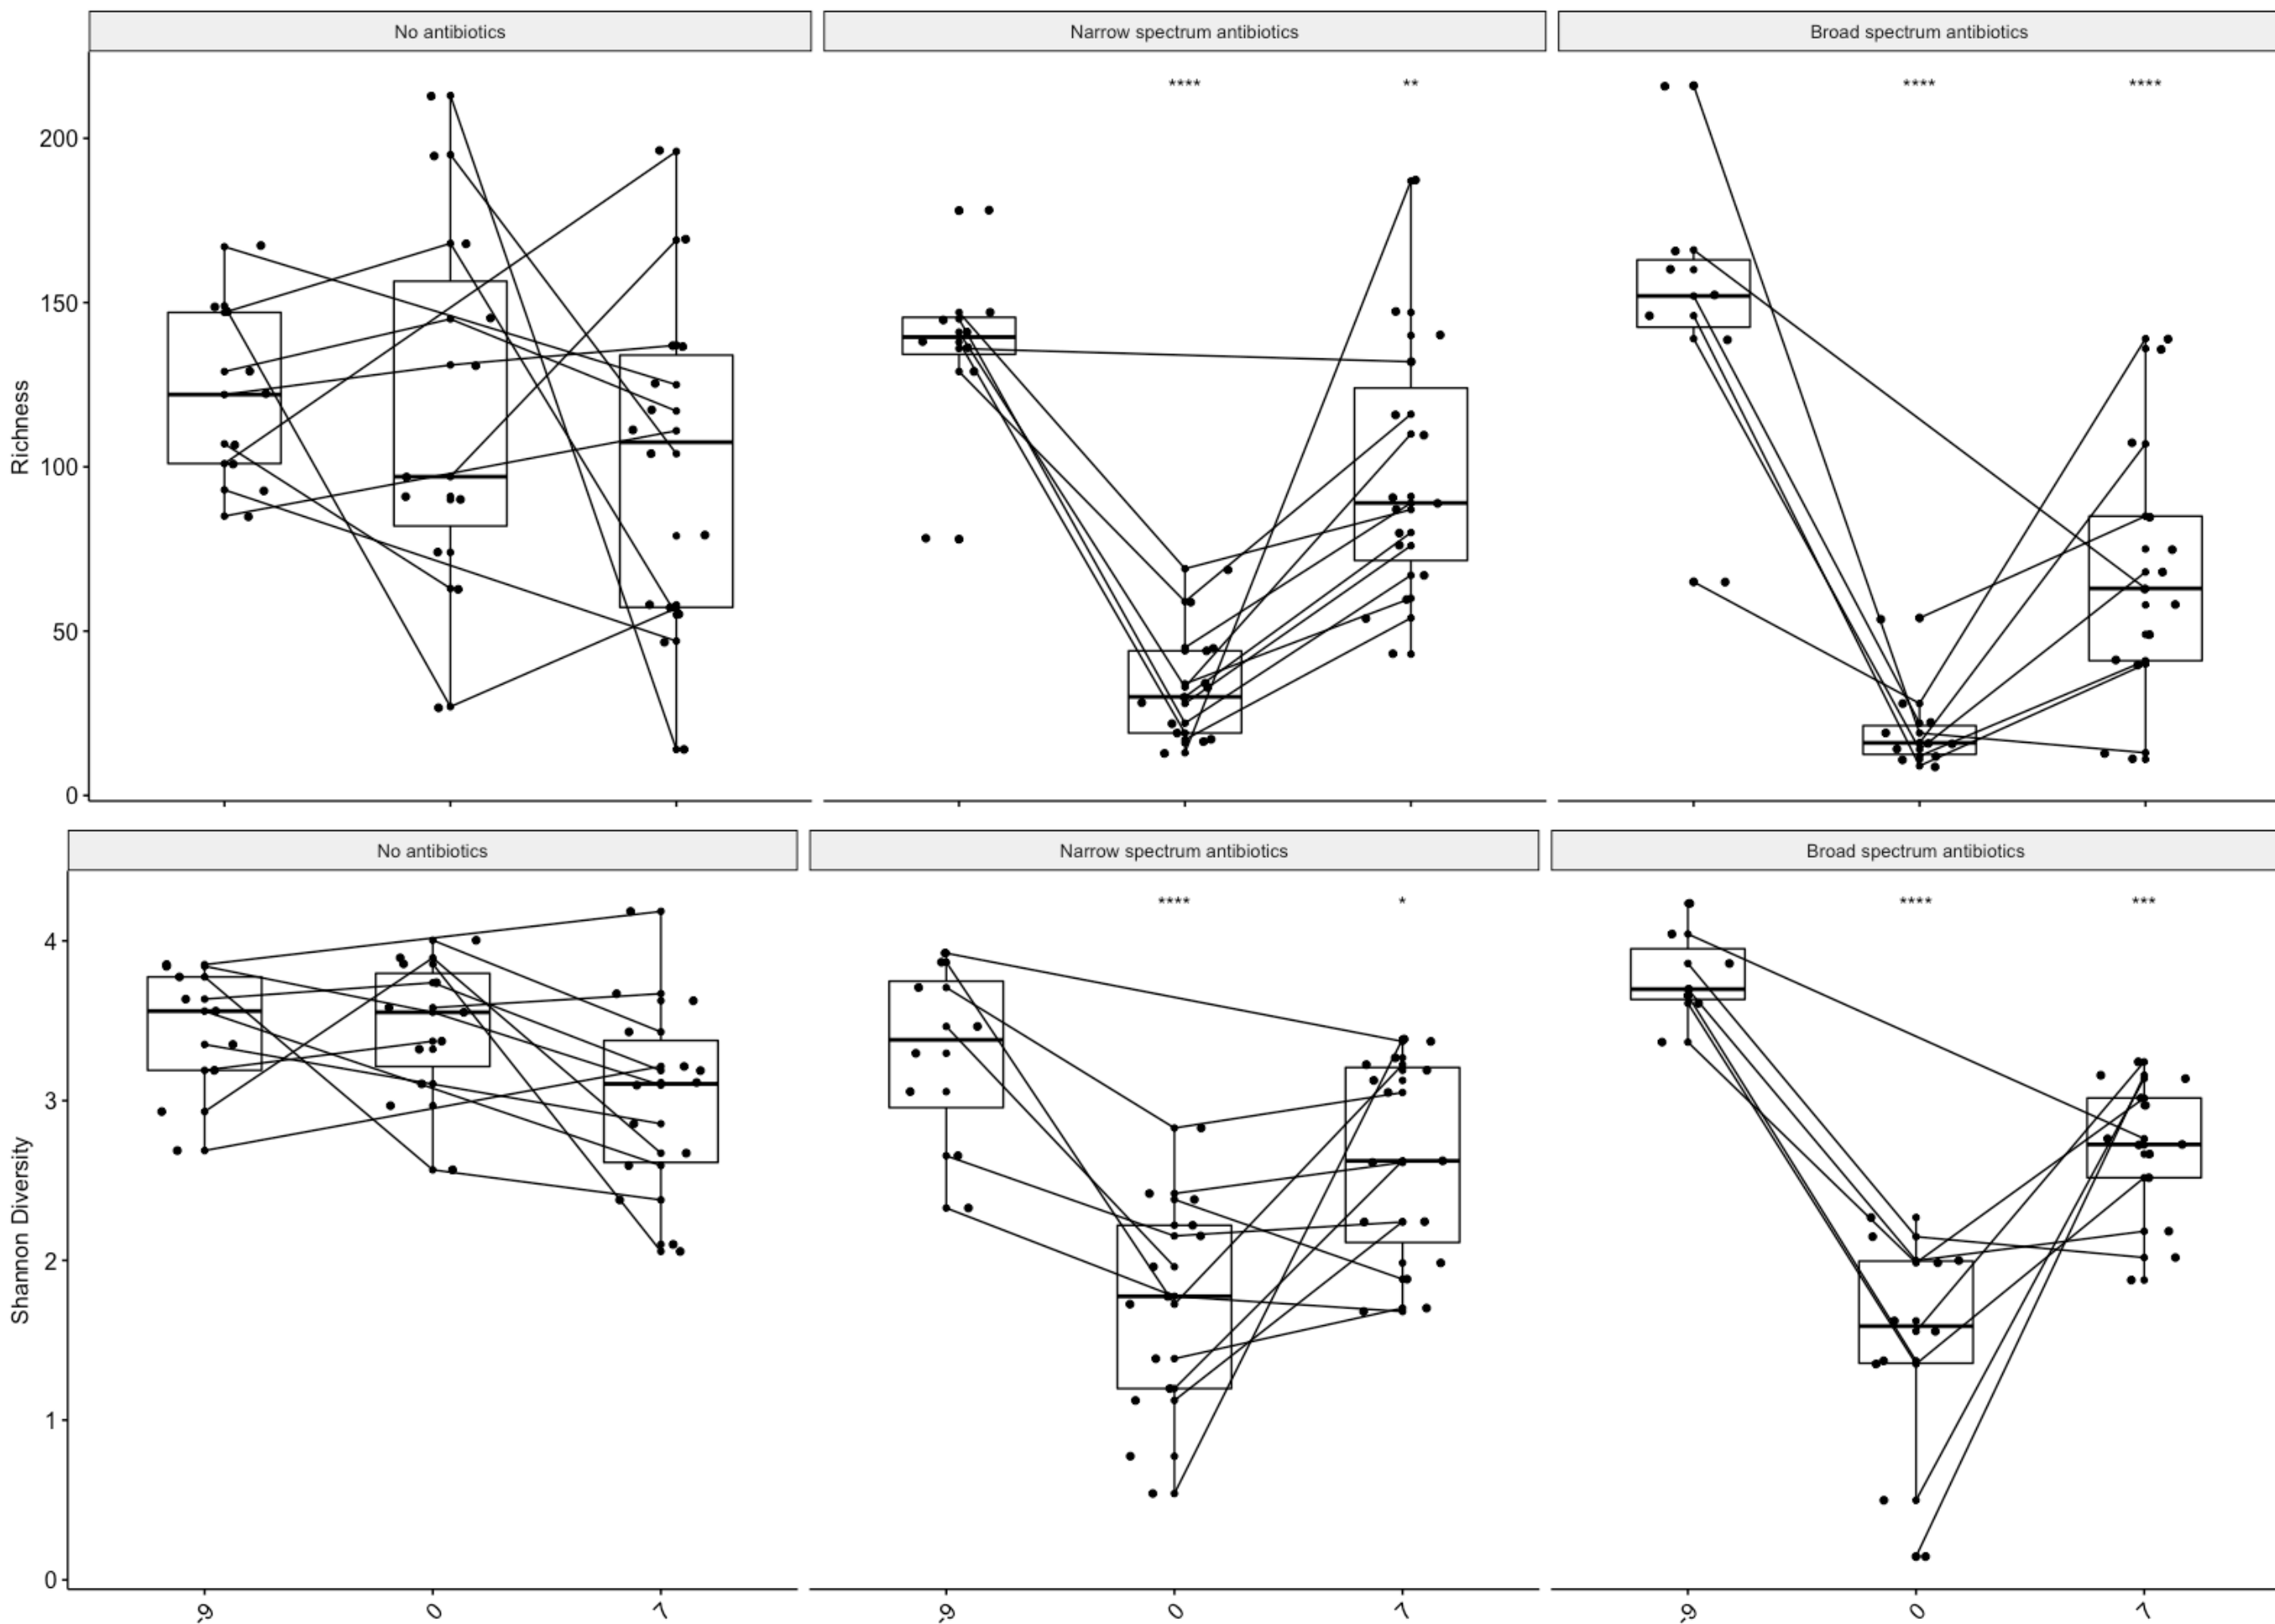 No antibiotics
Narrow spectrum antibiotics
Broad spectrum antibiotics
**** ** **** ****
Richness
200
150
100
50
0
No antibiotics
Narrow spectrum antibiotics
Broad spectrum antibiotics
**** * **** ***
Shannon Diversity
4
3
2
1
0
-9 0 7 -9 0 7 -9 0 7